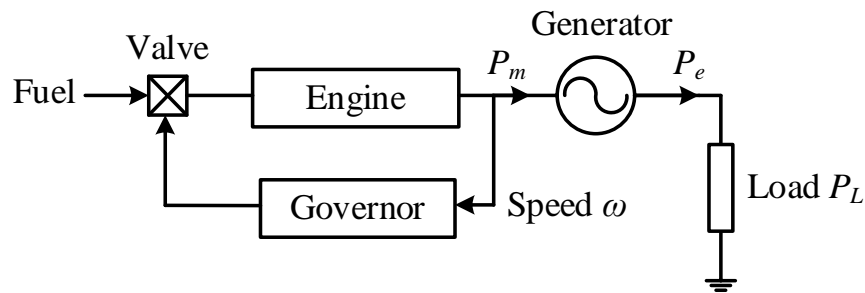 Generator
Valve
P_m
P_e
Fuel
Engine
Governor
Speed ω
Load P_L